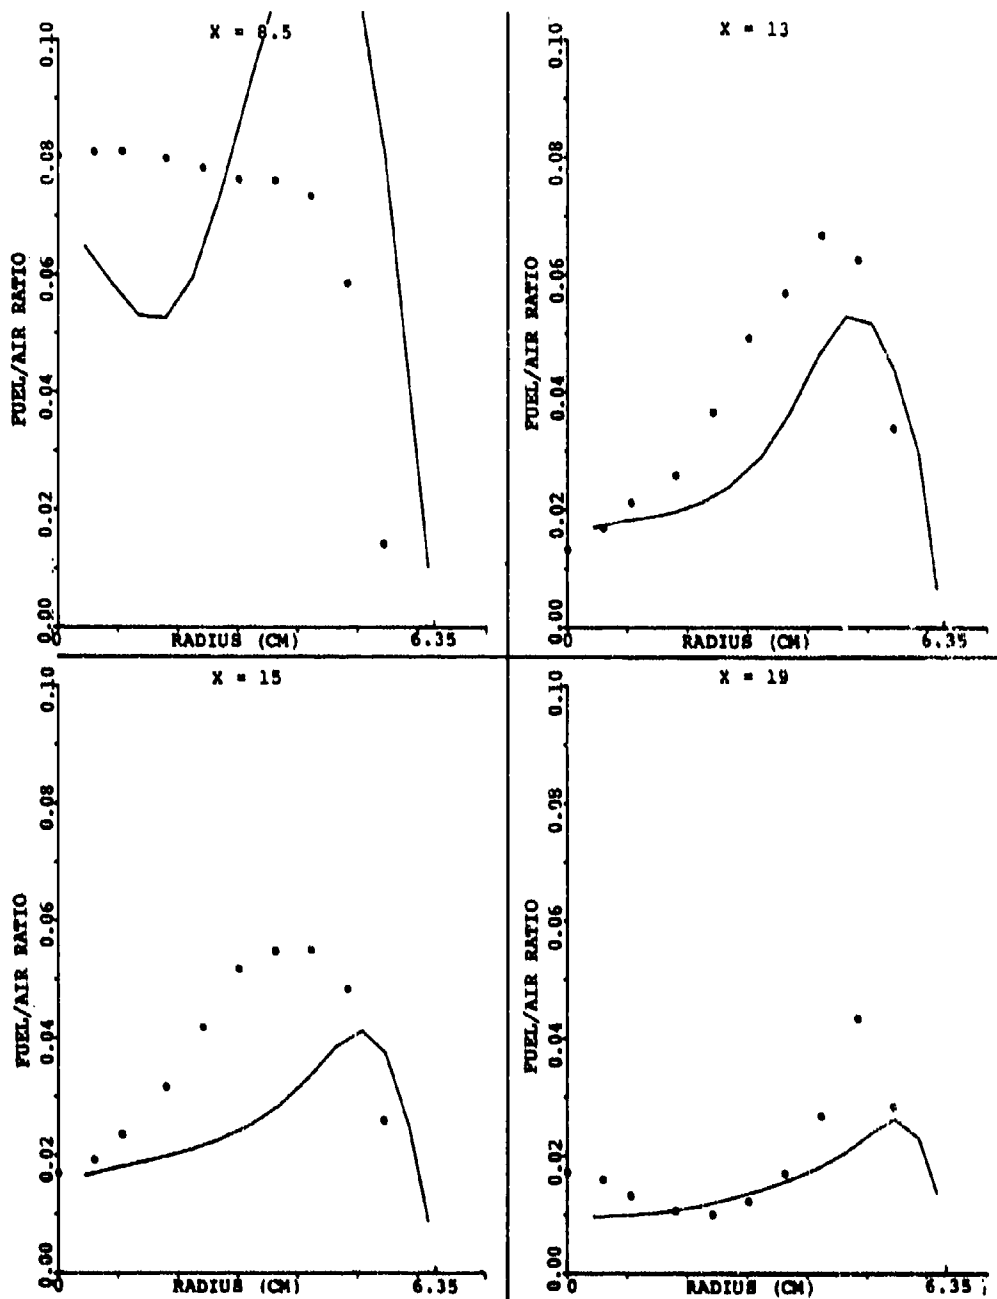 X = 8.5
0.10
0.08
0.06
0.04
0.02
0.00
FUEL/AIR RATIO
0
RADIUS (CM)
6.35
X = 13
0.10
0.08
0.06
0.04
0.02
0.00
FUEL/AIR RATIO
0
RADIUS (CM)
6.35
X = 15
0.10
0.08
0.06
0.04
0.02
0.00
FUEL/AIR RATIO
0
RADIUS (CM)
6.35
X = 19
0.10
0.08
0.06
0.04
0.02
0.00
FUEL/AIR RATIO
0
RADIUS (CM)
6.35